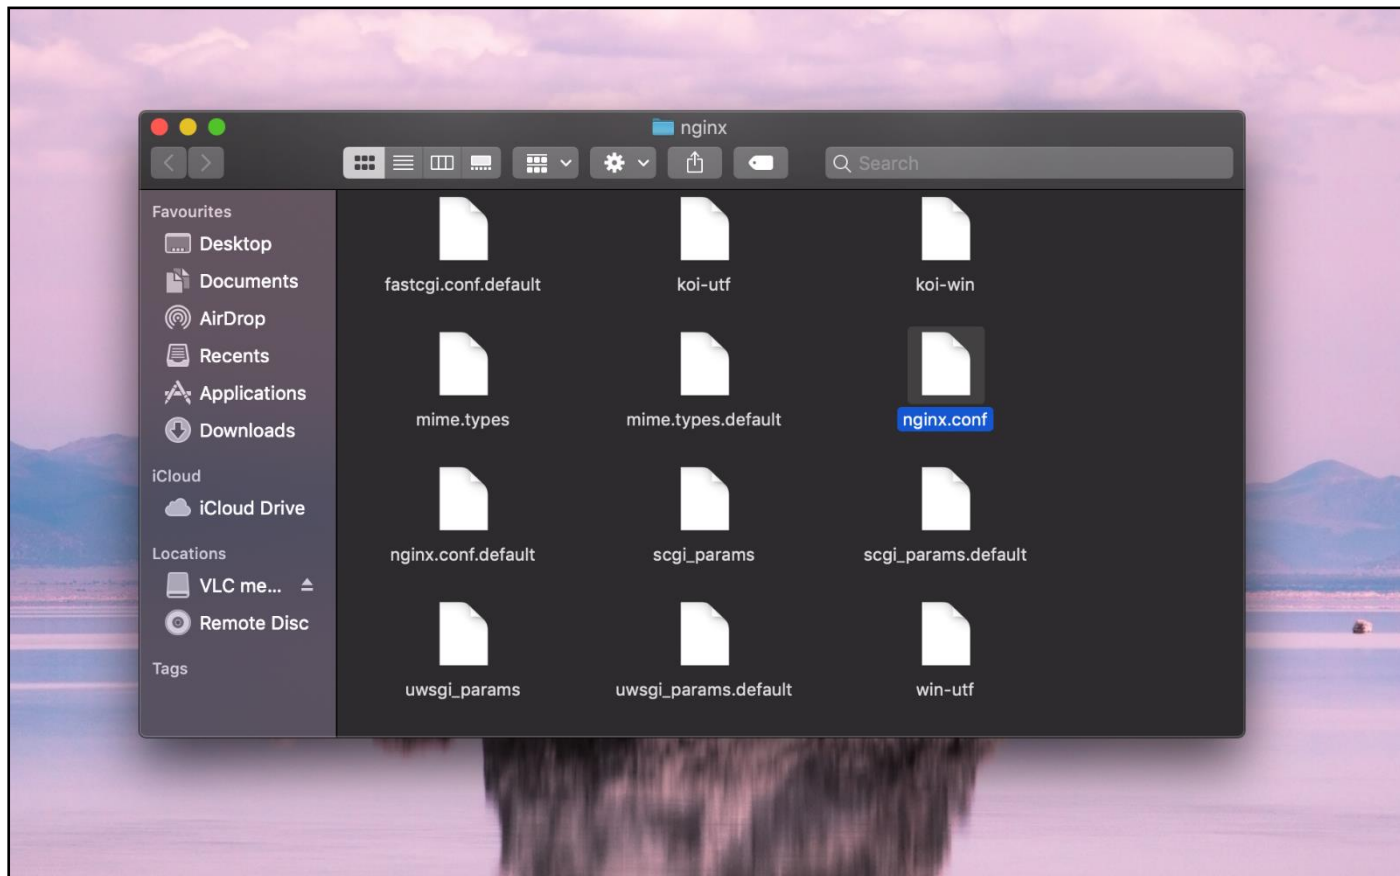 nginx
Search
Favourites
Desktop
Documents
AirDrop
Recents
Applications
Downloads
iCloud
iCloud Drive
Locations
VLC me...
Remote Disc
Tags
fastcgi.conf.default
koi-utf
koi-win
mime.types
mime.types.default
nginx.conf
nginx.conf.default
scgi_params
scgi_params.default
uwsgi_params
uwsgi_params.default
win-utf